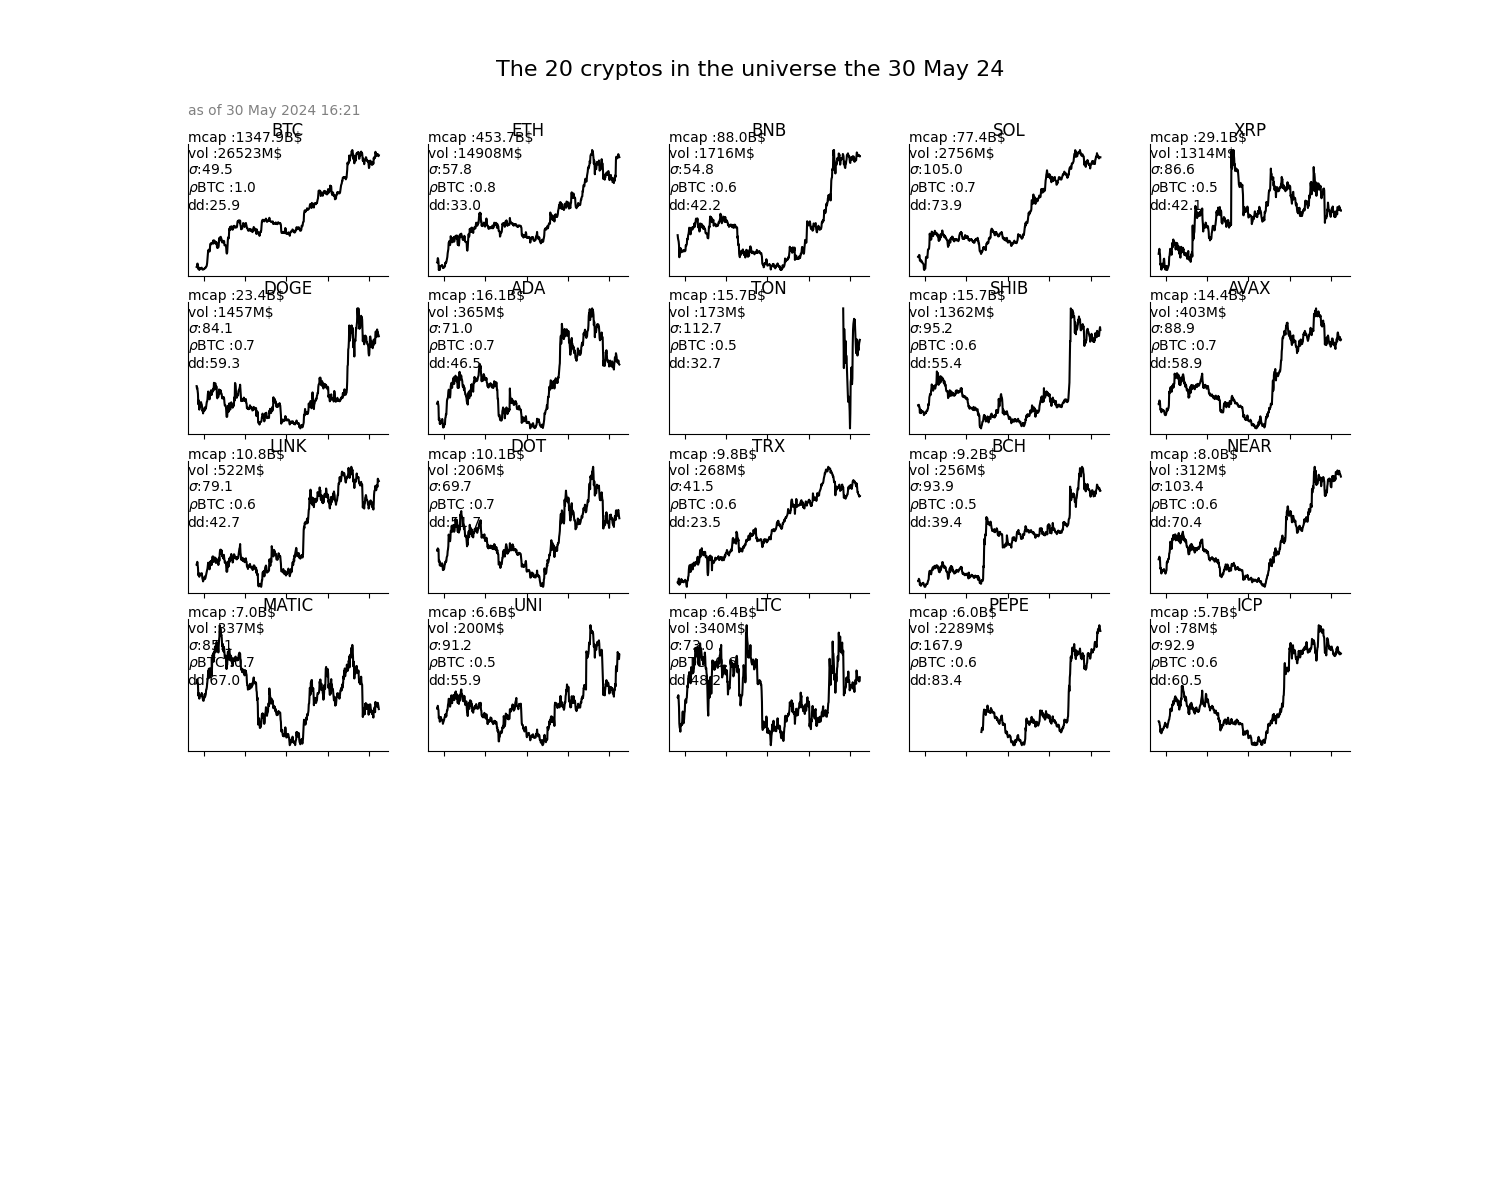 The 20 cryptos in the universe the 30 May 24
as of 30 May 2024 16:21
BTC
mcap :1347.9B$
vol :26523M$
σ:49.5
ρBTC :1.0
dd:25.9
ETH
mcap :453.7B$
vol :14908M$
σ:57.8
ρBTC :0.8
dd:33.0
BNB
mcap :88.0B$
vol :1716M$
σ:54.8
ρBTC :0.6
dd:42.2
SOL
mcap :77.4B$
vol :2756M$
σ:105.0
ρBTC :0.7
dd:73.9
XRP
mcap :29.1B$
vol :1314M$
σ:86.6
ρBTC :0.5
dd:42.1
DOGE
mcap :23.4B$
vol :1457M$
σ:84.1
ρBTC :0.7
dd:59.3
ADA
mcap :16.1B$
vol :365M$
σ:71.0
ρBTC :0.7
dd:46.5
TON
mcap :15.7B$
vol :173M$
σ:112.7
ρBTC :0.5
dd:32.7
SHIB
mcap :15.7B$
vol :1362M$
σ:95.2
ρBTC :0.6
dd:55.4
AVAX
mcap :14.4B$
vol :403M$
σ:88.9
ρBTC :0.7
dd:58.9
LINK
mcap :10.8B$
vol :522M$
σ:79.1
ρBTC :0.6
dd:42.7
DOT
mcap :10.1B$
vol :206M$
σ:69.7
ρBTC :0.7
TRX
mcap :9.8B$
vol :268M$
σ:41.5
ρBTC :0.6
dd:23.5
BCH
mcap :9.2B$
vol :256M$
σ:93.9
ρBTC :0.5
dd:39.4
NEAR
mcap :8.0B$
vol :312M$
σ:103.4
ρBTC :0.6
dd:70.4
MATIC
mcap :7.0B$
vol :337M$
ρBTC :0.7
dd:67.0
UNI
mcap :6.6B$
vol :200M$
σ:91.2
ρBTC :0.5
dd:55.9
LTC
mcap :6.4B$
vol :340M$
σ:73.0
dd:48.2
PEPE
mcap :6.0B$
vol :2289M$
σ:167.9
ρBTC :0.6
dd:83.4
ICP
mcap :5.7B$
vol :78M$
σ:92.9
ρBTC :0.6
dd:60.5